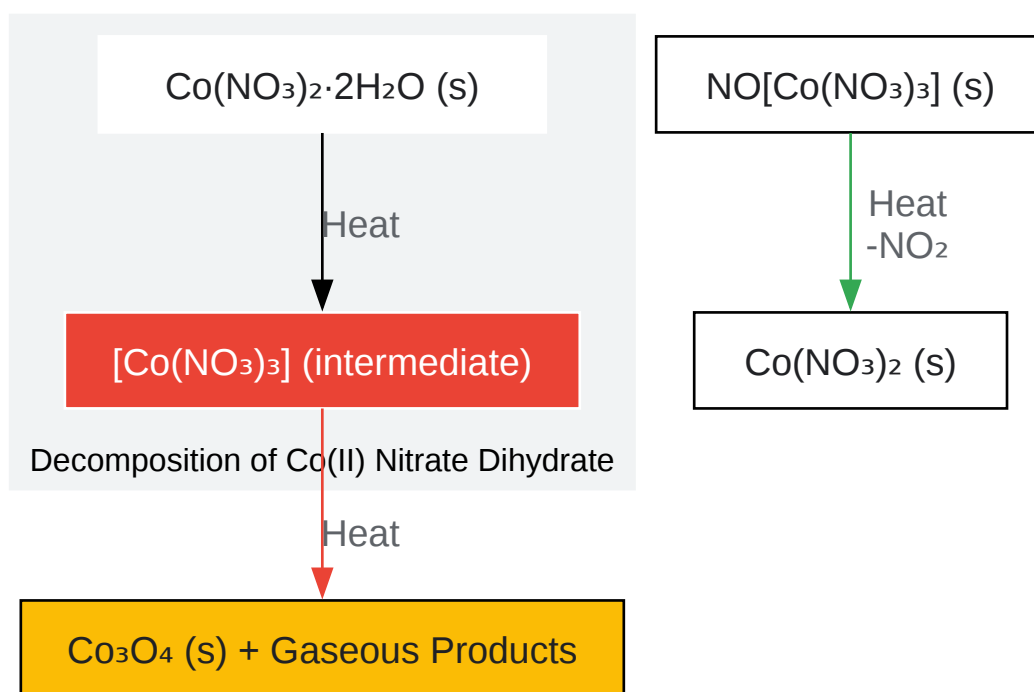 Co(NO₃)₂·2H₂O (s)
Heat
[Co(NO₃)₃] (intermediate)
Decomposition of Co(II) Nitrate Dihydrate
Heat
Co₃O₄ (s) + Gaseous Products
NO[Co(NO₃)₃] (s)
Heat
-NO₂
Co(NO₃)₂ (s)